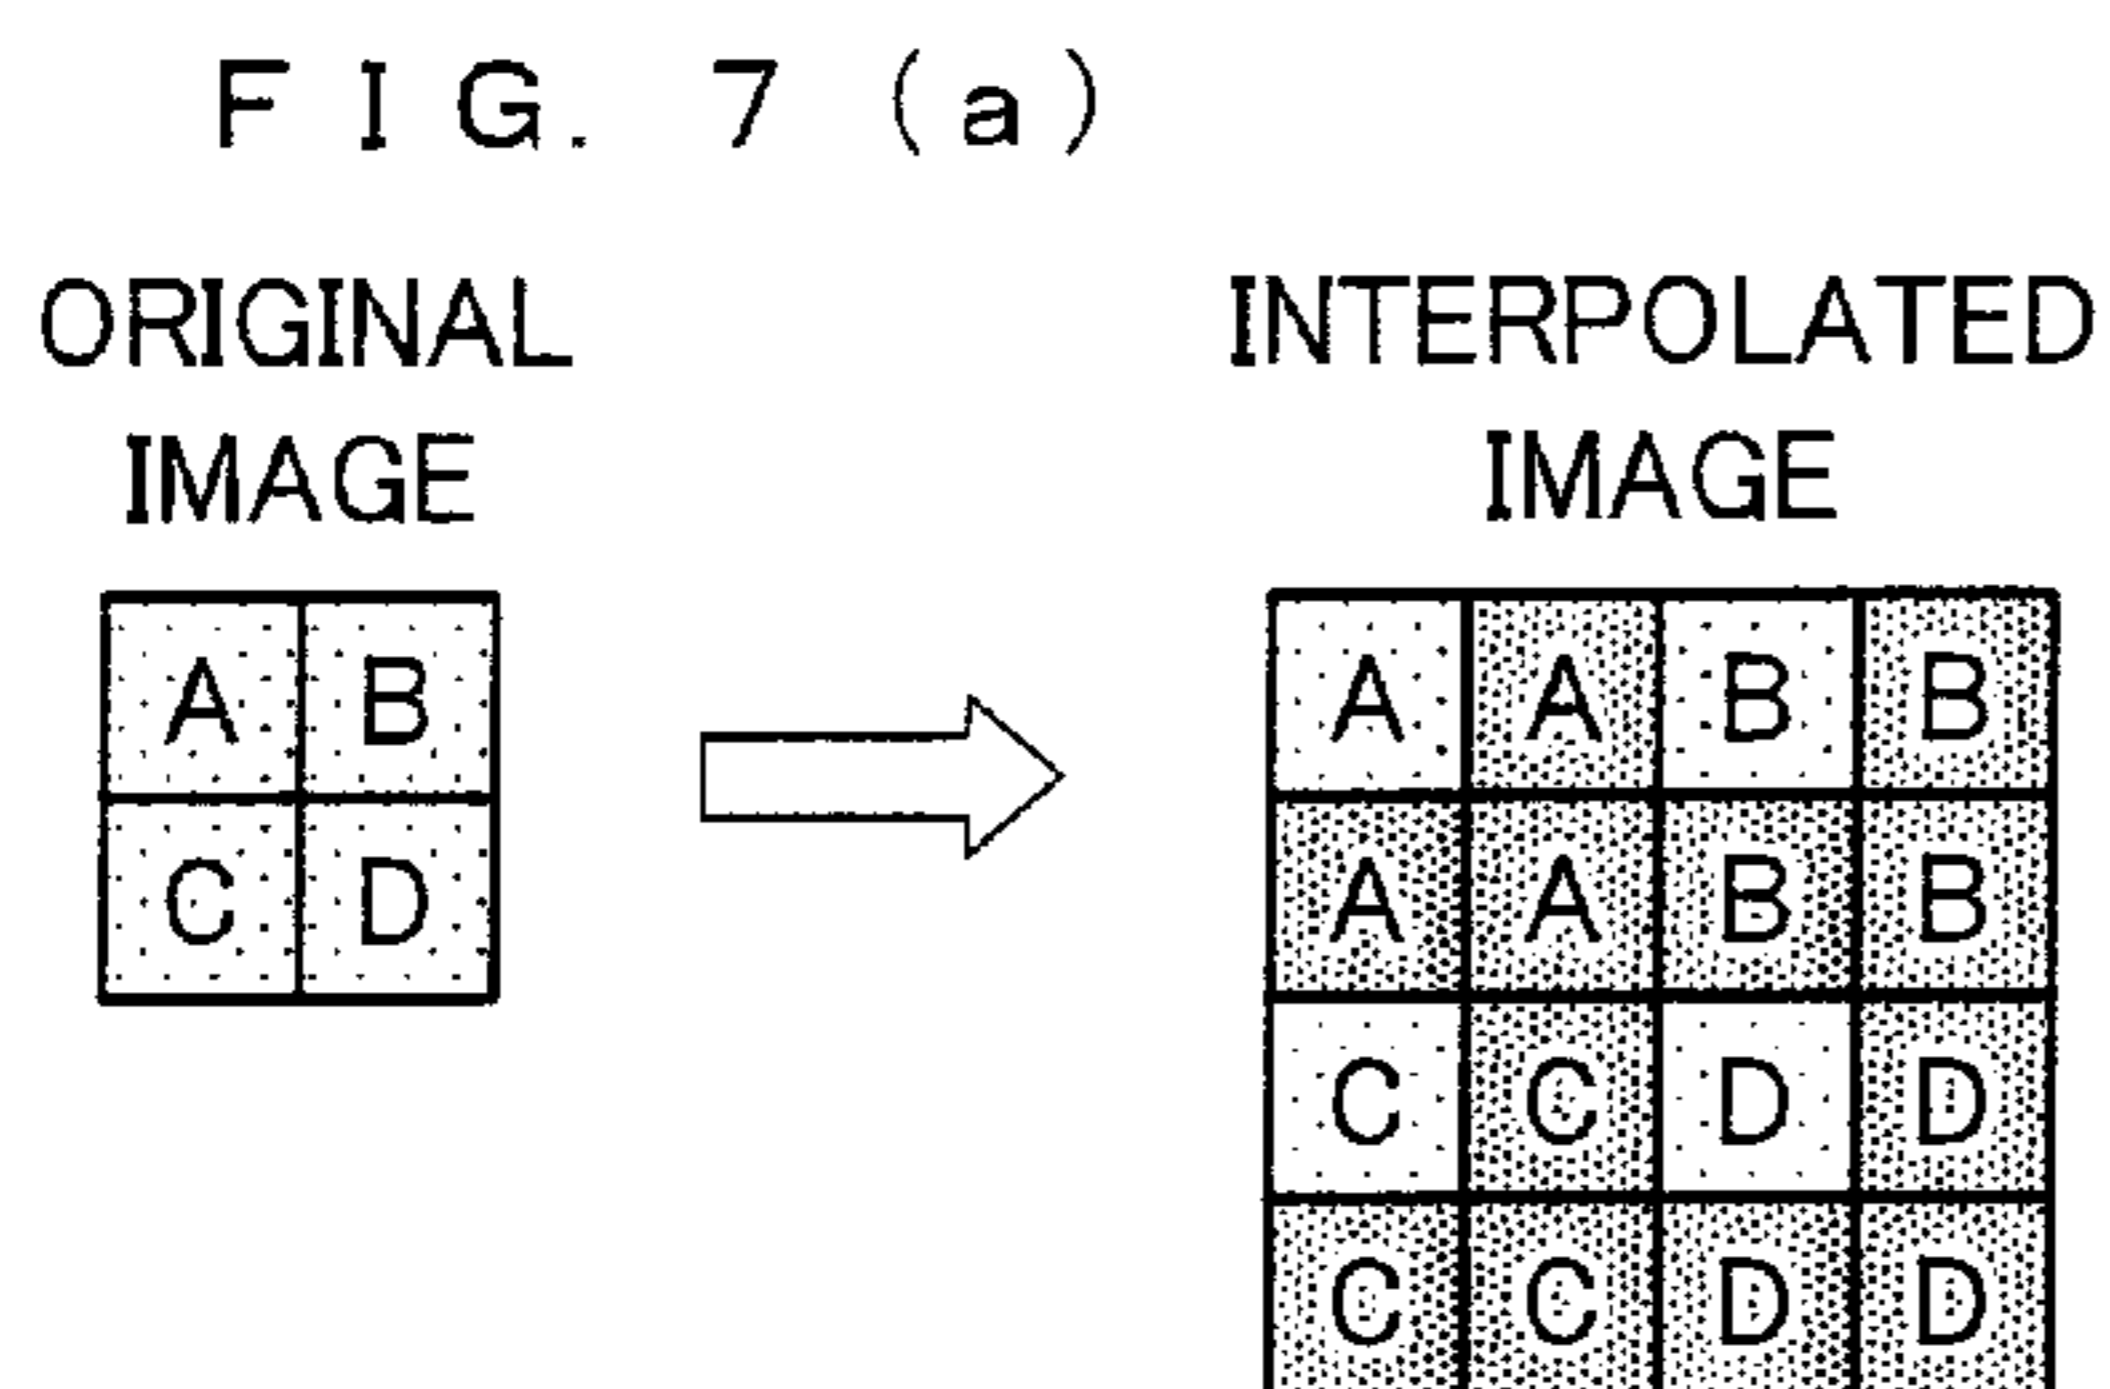 FIG. 7 (a)
ORIGINAL
IMAGE
INTERPOLATED
IMAGE
A B
C D
A A B B
A A B B
C C D D
C C D D